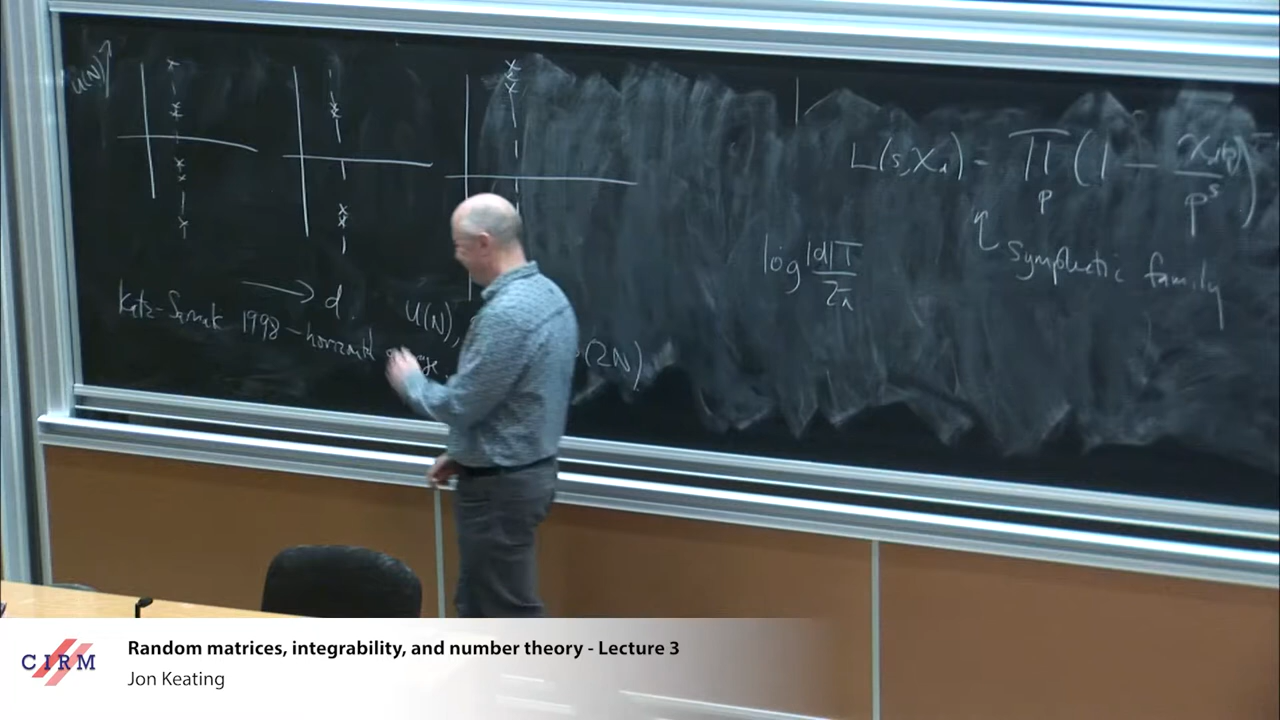 U(N) ↑
L(s, χ_d) = ∏_p (1 - χ_d(p)/p^s)
symplectic family
log |d|T/2π
→ d.
Katz-Sarnak 1998 - horizontal
U(N),
(2N)
CIRM
Random matrices, integrability, and number theory - Lecture 3
Jon Keating